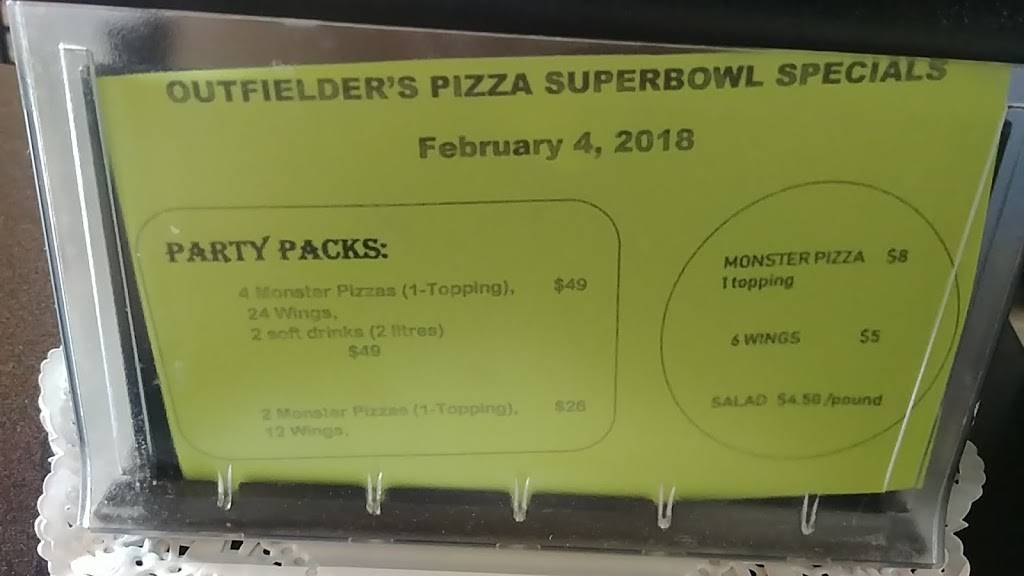 OUTFIELDER'S PIZZA SUPERBOWL SPECIALS
February 4, 2018
PARTY PACKS:
4 Monster Pizzas (1-Topping), $49
24 Wings,
2 soft drinks (2 litres)
$49
2 Monster Pizzas (1-Topping), $26
12 Wings,
MONSTER PIZZA $8
1 topping
6 WINGS $5
SALAD $4.50/pound